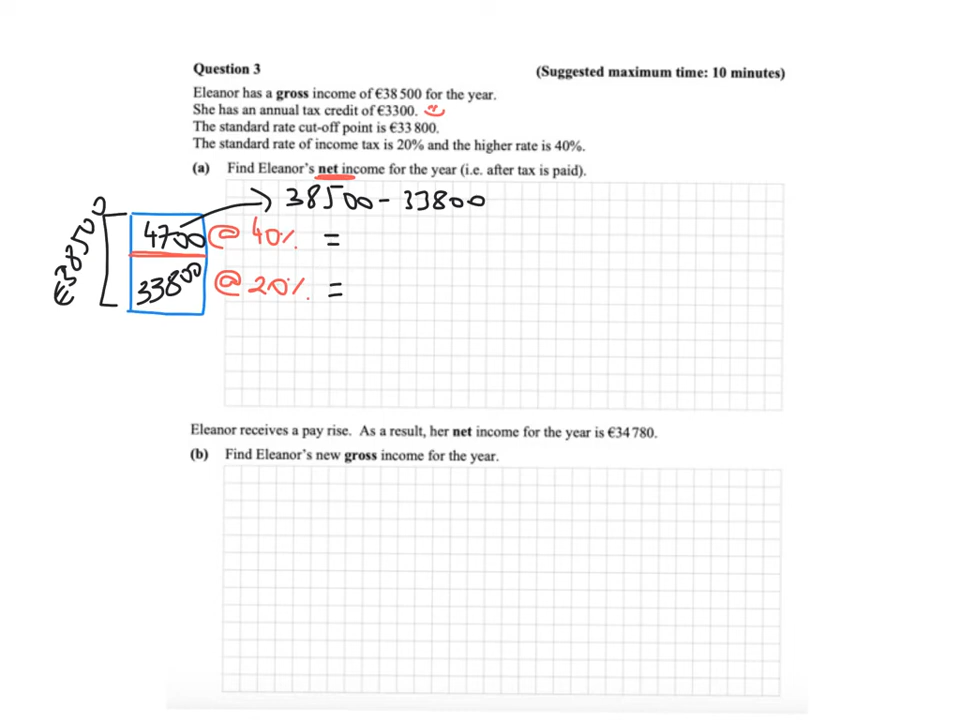 Question 3 (Suggested maximum time: 10 minutes)
Eleanor has a gross income of €38 500 for the year.
She has an annual tax credit of €3300.
The standard rate cut-off point is €33 800.
The standard rate of income tax is 20% and the higher rate is 40%.
(a) Find Eleanor's net income for the year (i.e. after tax is paid).
38500 - 33800
€38500
4700 @ 40% =
33800 @ 20% =
Eleanor receives a pay rise. As a result, her net income for the year is €34 780.
(b) Find Eleanor's new gross income for the year.